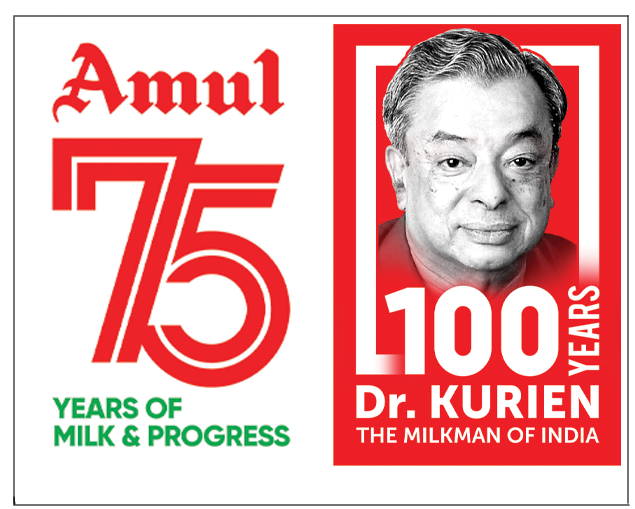 Amul
75
YEARS OF
MILK & PROGRESS
100
YEARS
Dr. KURIEN
THE MILKMAN OF INDIA